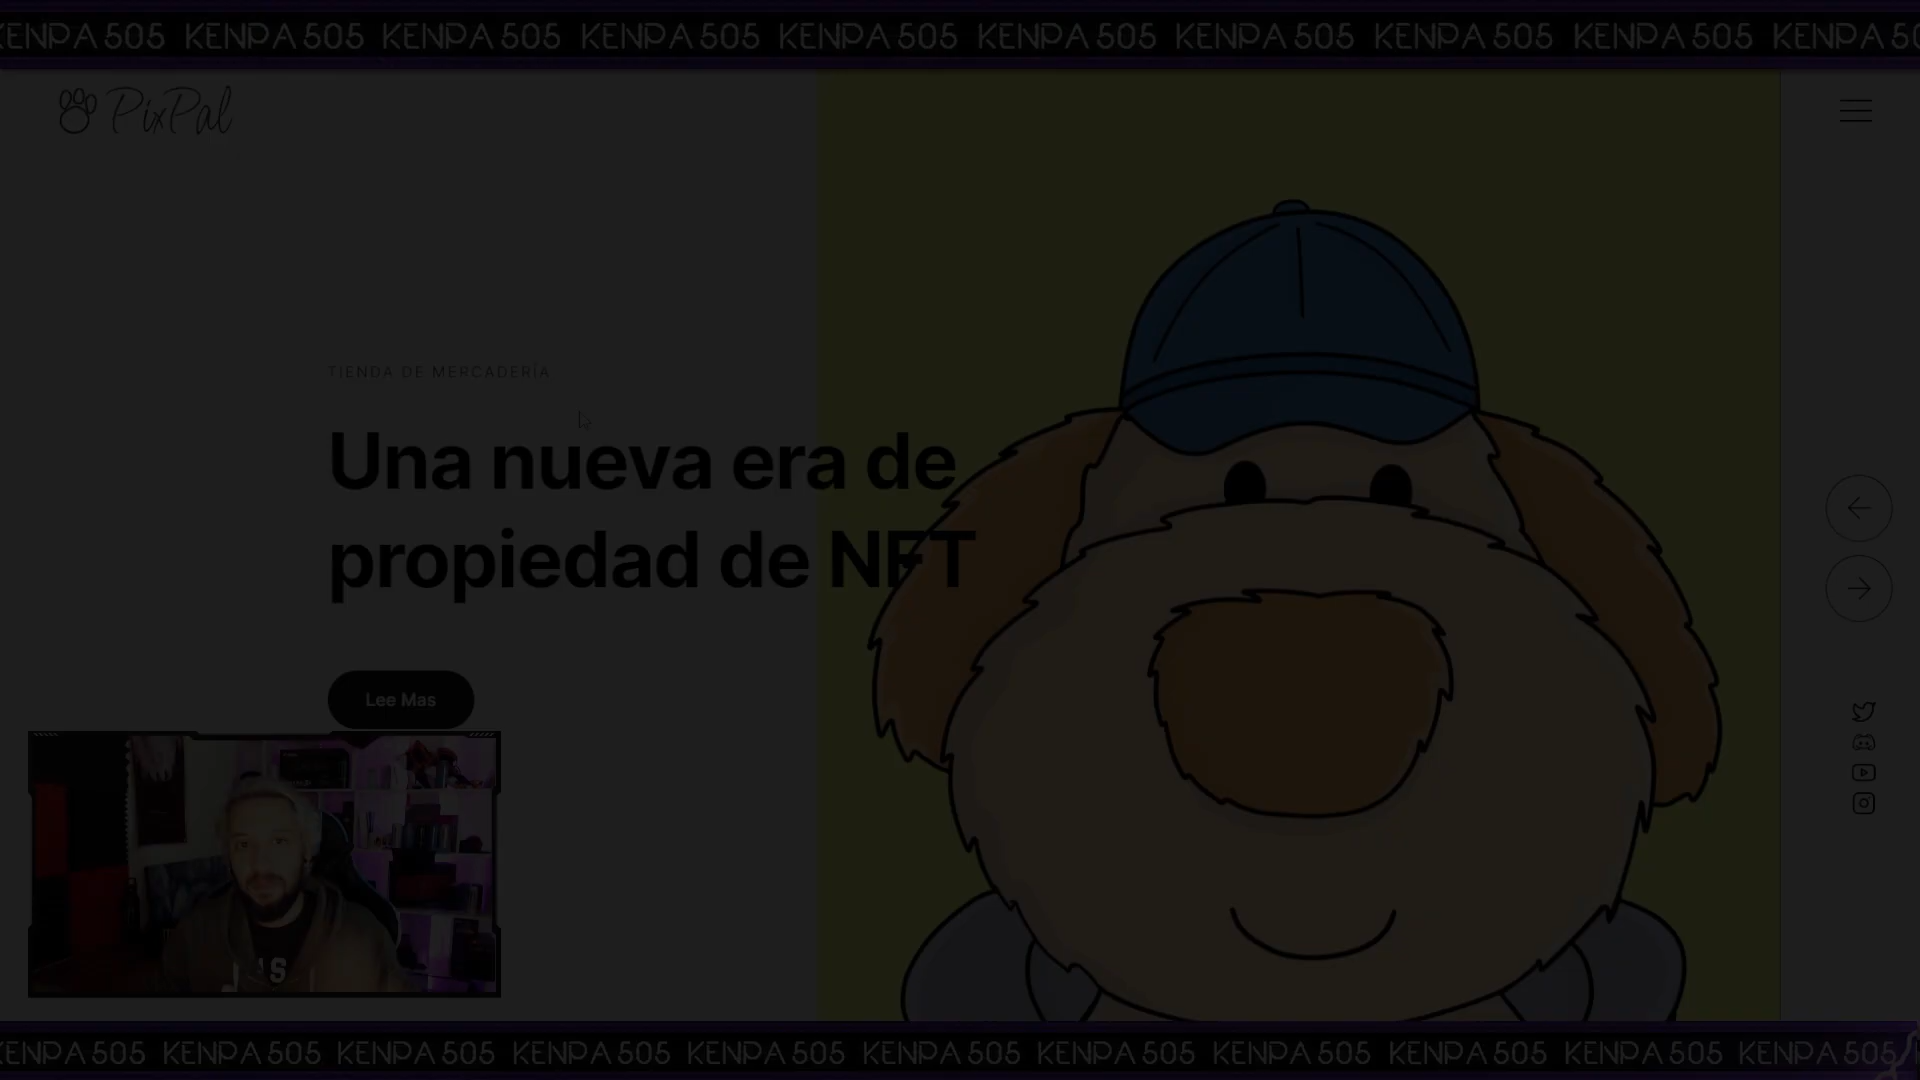 KENPA 505 KENPA 505 KENPA 505 KENPA 505 KENPA 505 KENPA 505 KENPA 505 KENPA 505 KENPA 505 KENPA 50
PixPal
TIENDA DE MERCADERÍA
Una nueva era de
propiedad de NFT
Lee Mas
KENPA 505 KENPA 505 KENPA 505 KENPA 505 KENPA 505 KENPA 505 KENPA 505 KENPA 505 KENPA 505 KENPA 505 KENPA 505